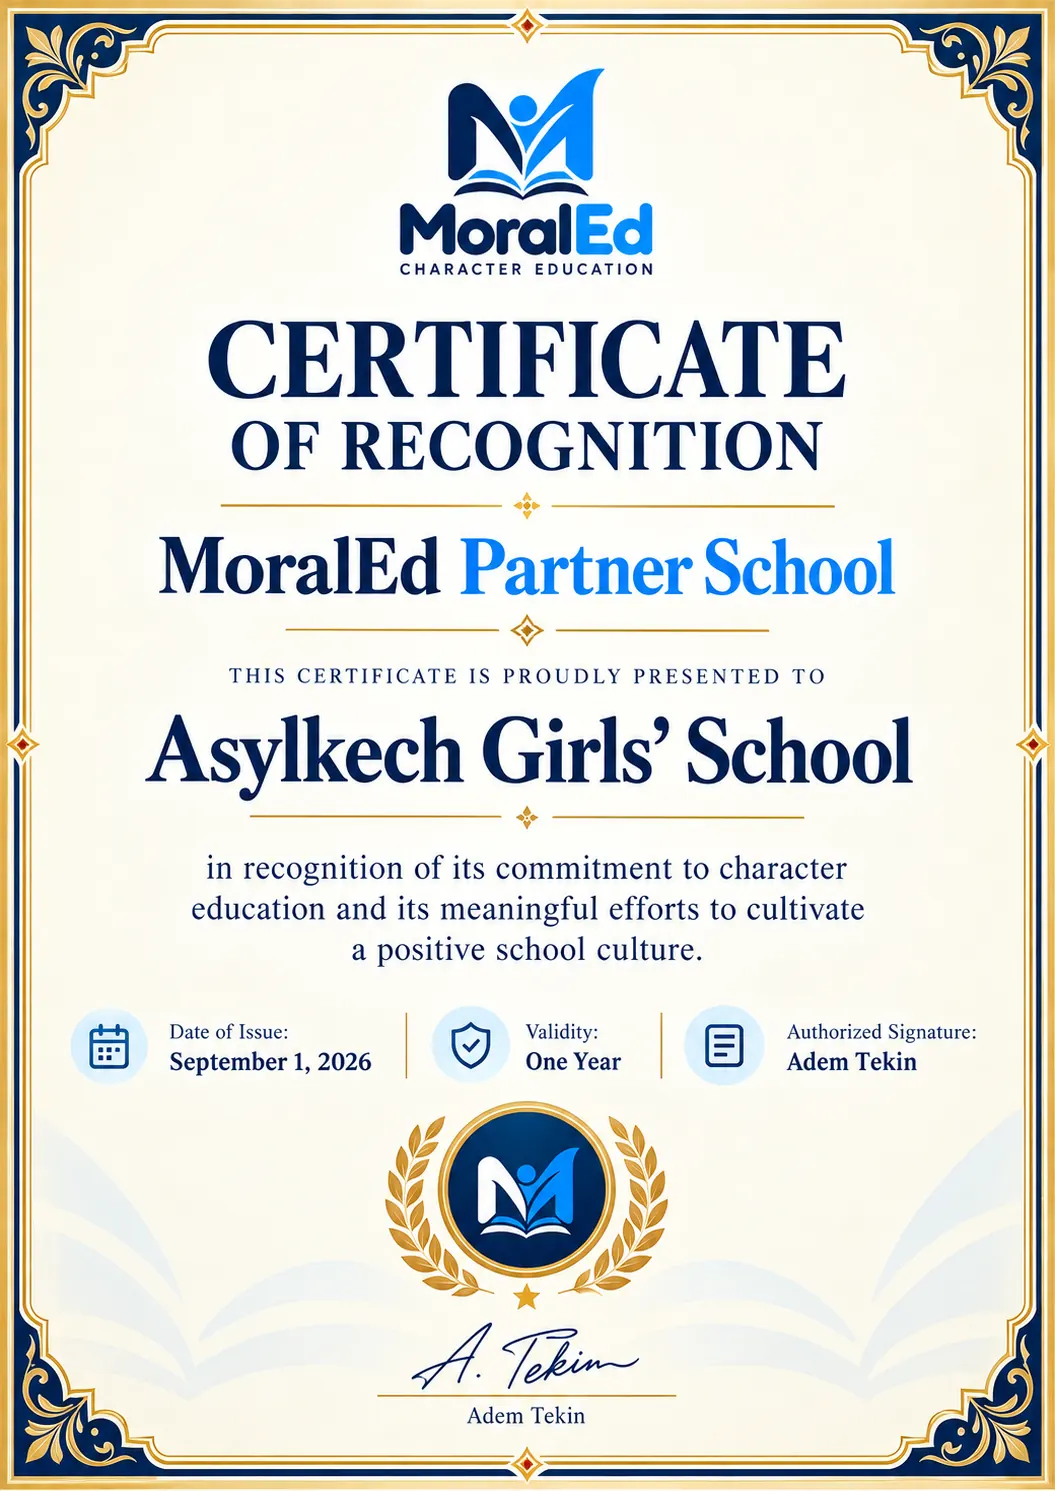 MoralEd
CHARACTER EDUCATION
CERTIFICATE
OF RECOGNITION
MoralEd Partner School
THIS CERTIFICATE IS PROUDLY PRESENTED TO
Asylkech Girls’ School
in recognition of its commitment to character
education and its meaningful efforts to cultivate
a positive school culture.
Date of Issue:
September 1, 2026
Validity:
One Year
Authorized Signature:
Adem Tekin
A. Tekin
Adem Tekin